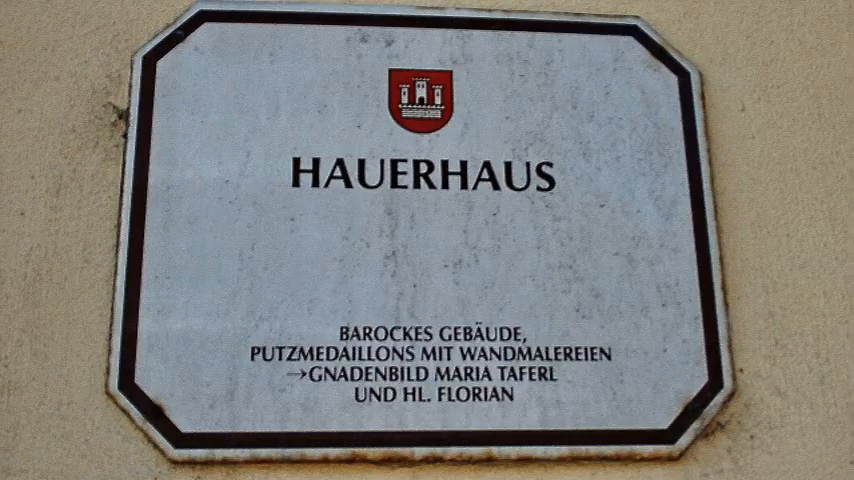 HAUERHAUS
BAROCKES GEBÄUDE,
PUTZMEDAILLONS MIT WANDMALEREIEN
→GNADENBILD MARIA TAFERL
UND HL. FLORIAN